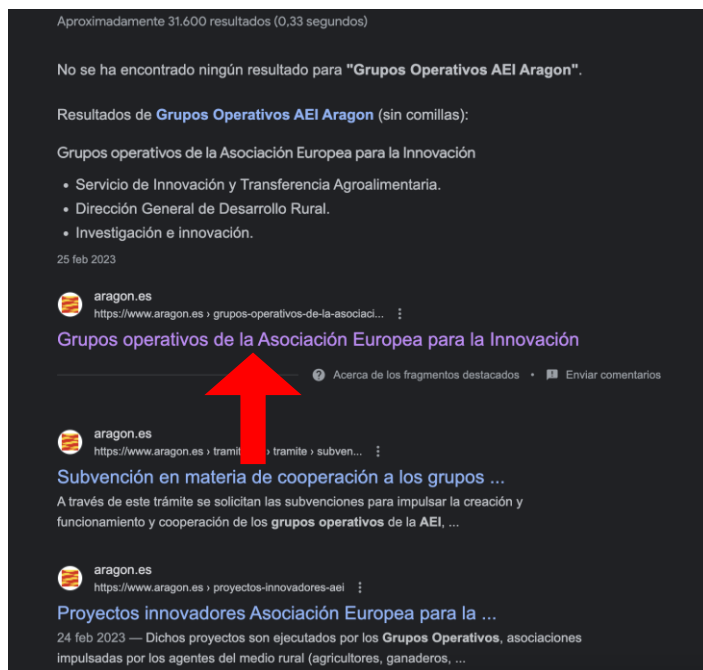 Aproximadamente 31.600 resultados (0,33 segundos)
No se ha encontrado ningún resultado para "Grupos Operativos AEI Aragon".
Resultados de Grupos Operativos AEI Aragon (sin comillas):
Grupos operativos de la Asociación Europea para la Innovación
• Servicio de Innovación y Transferencia Agroalimentaria.
• Dirección General de Desarrollo Rural.
• Investigación e innovación.
25 feb 2023
aragon.es
https://www.aragon.es › grupos-operativos-de-la-asociaci...
Grupos operativos de la Asociación Europea para la Innovación
Acerca de los fragmentos destacados • Enviar comentarios
aragon.es
https://www.aragon.es › tramit › tramite › subven...
Subvención en materia de cooperación a los grupos ...
A través de este trámite se solicitan las subvenciones para impulsar la creación y
funcionamiento y cooperación de los grupos operativos de la AEI, ...
aragon.es
https://www.aragon.es › proyectos-innovadores-aei
Proyectos innovadores Asociación Europea para la ...
24 feb 2023 — Dichos proyectos son ejecutados por los Grupos Operativos, asociaciones
impulsadas por los agentes del medio rural (agricultores, ganaderos, ...